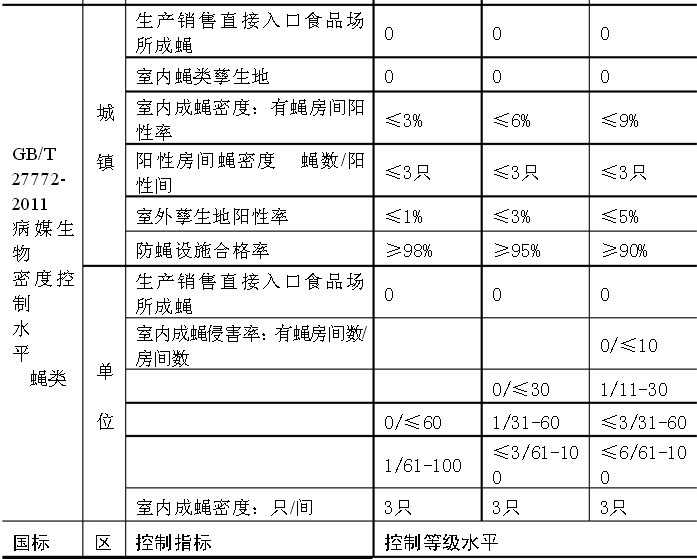 生产销售直接入口食品场
所成蝇
0
0
0
室内蝇类孳生地
0
0
0
城
镇
室内成蝇密度：有蝇房间阳
性率
≤3%
≤6%
≤9%
GB/T
27772-
2011
病媒生
物
密度控
制
水
平
蝇类
阳性房间蝇密度 蝇数/阳
性间
≤3只
≤3只
≤3只
室外孳生地阳性率
≤1%
≤3%
≤5%
防蝇设施合格率
≥98%
≥95%
≥90%
单
位
生产销售直接入口食品场
所成蝇
0
0
0
室内成蝇侵害率：有蝇房间数/
房间数
0/≤10
0/≤30
1/11-30
0/≤60
1/31-60
≤3/31-60
1/61-100
≤3/61-10
0
≤6/61-10
0
室内成蝇密度：只/间
3只
3只
3只
国标
区
控制指标
控制等级水平